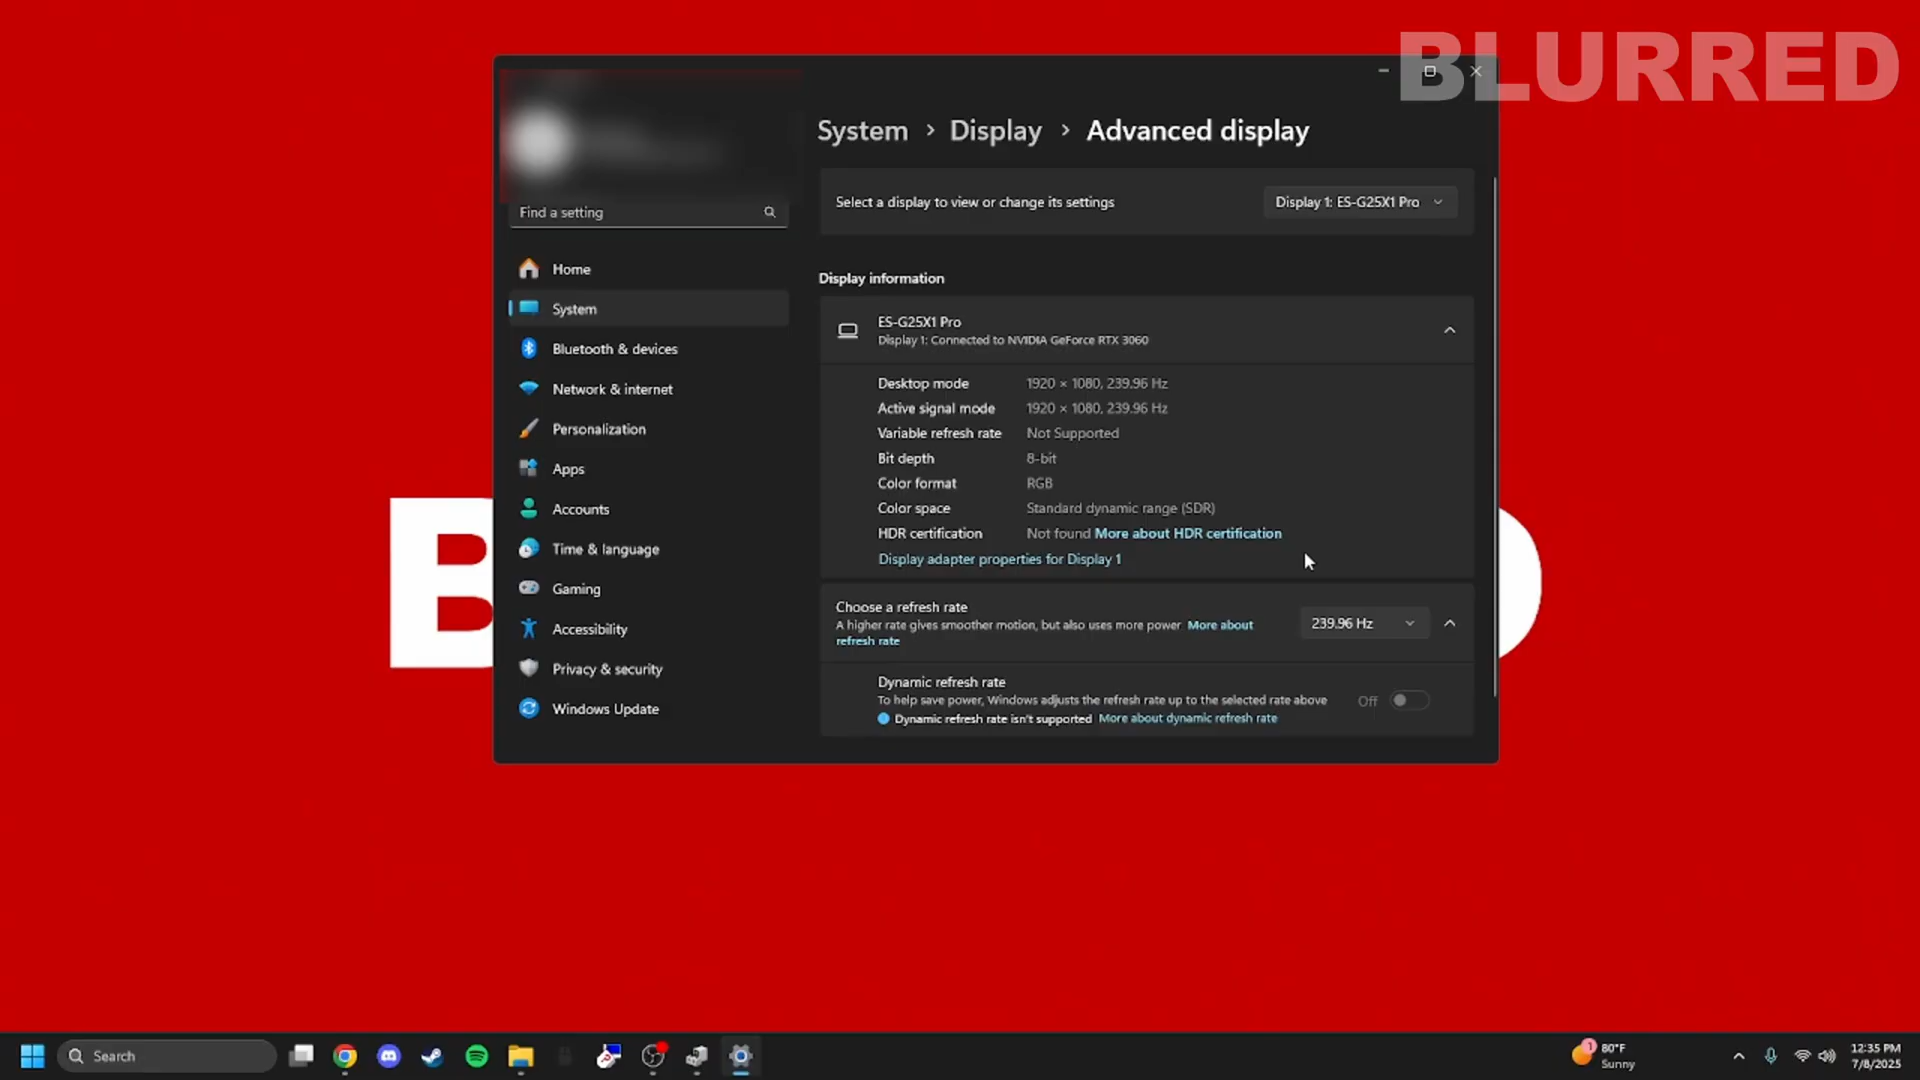 BLURRED
System > Display > Advanced display
Find a setting
Select a display to view or change its settings
Display 1: ES-G25X1 Pro
Home
System
Bluetooth & devices
Network & internet
Personalization
Apps
Accounts
Time & language
Gaming
Accessibility
Privacy & security
Windows Update
Display information
ES-G25X1 Pro
Display 1: Connected to NVIDIA GeForce RTX 3060
Desktop mode 1920 × 1080, 239.96 Hz
Active signal mode 1920 × 1080, 239.96 Hz
Variable refresh rate Not Supported
Bit depth 8-bit
Color format RGB
Color space Standard dynamic range (SDR)
HDR certification Not found More about HDR certification
Display adapter properties for Display 1
Choose a refresh rate
A higher rate gives smoother motion, but also uses more power More about
refresh rate
239.96 Hz
Dynamic refresh rate
To help save power, Windows adjusts the refresh rate up to the selected rate above
Off
Dynamic refresh rate isn't supported More about dynamic refresh rate
B
Search
1
80°F
Sunny
12:35 PM
7/8/2025